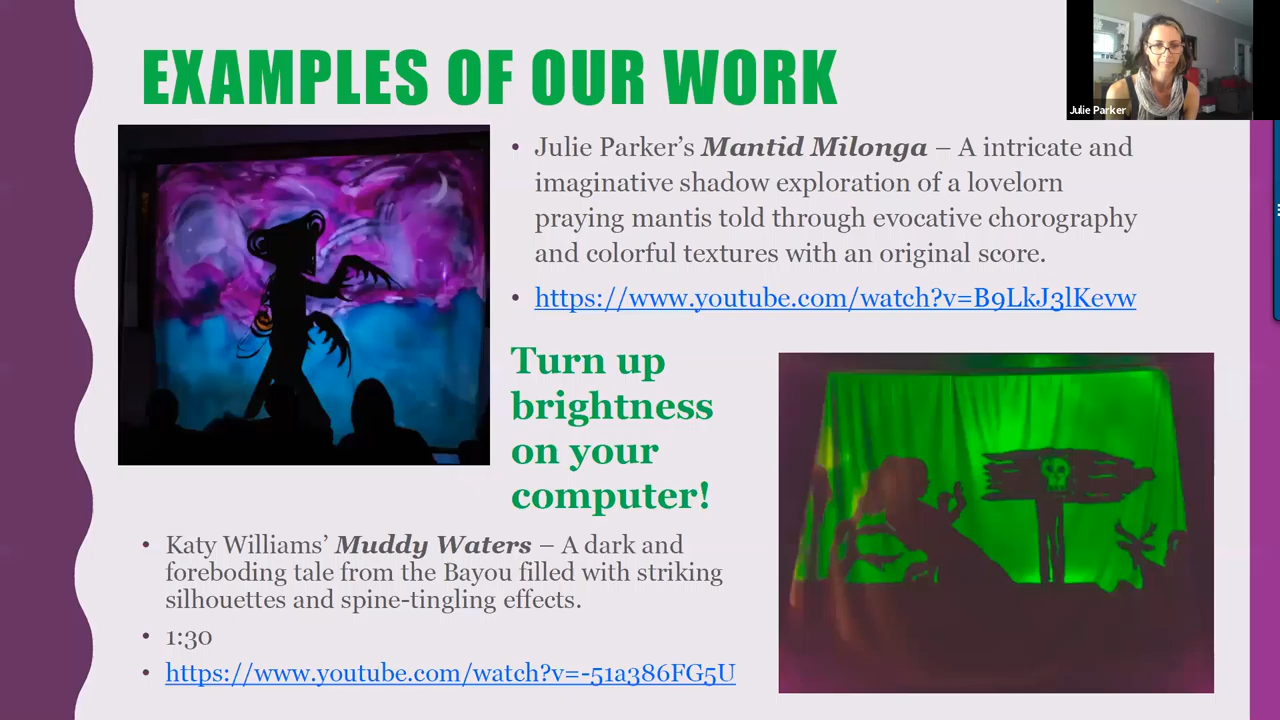 EXAMPLES OF OUR WORK
Julie Parker
• Julie Parker’s Mantid Milonga – A intricate and
imaginative shadow exploration of a lovelorn
praying mantis told through evocative chorography
and colorful textures with an original score.
• https://www.youtube.com/watch?v=B9LkJ3lKevw
Turn up
brightness
on your
computer!
• Katy Williams’ Muddy Waters – A dark and
foreboding tale from the Bayou filled with striking
silhouettes and spine-tingling effects.
• 1:30
• https://www.youtube.com/watch?v=-51a386FG5U